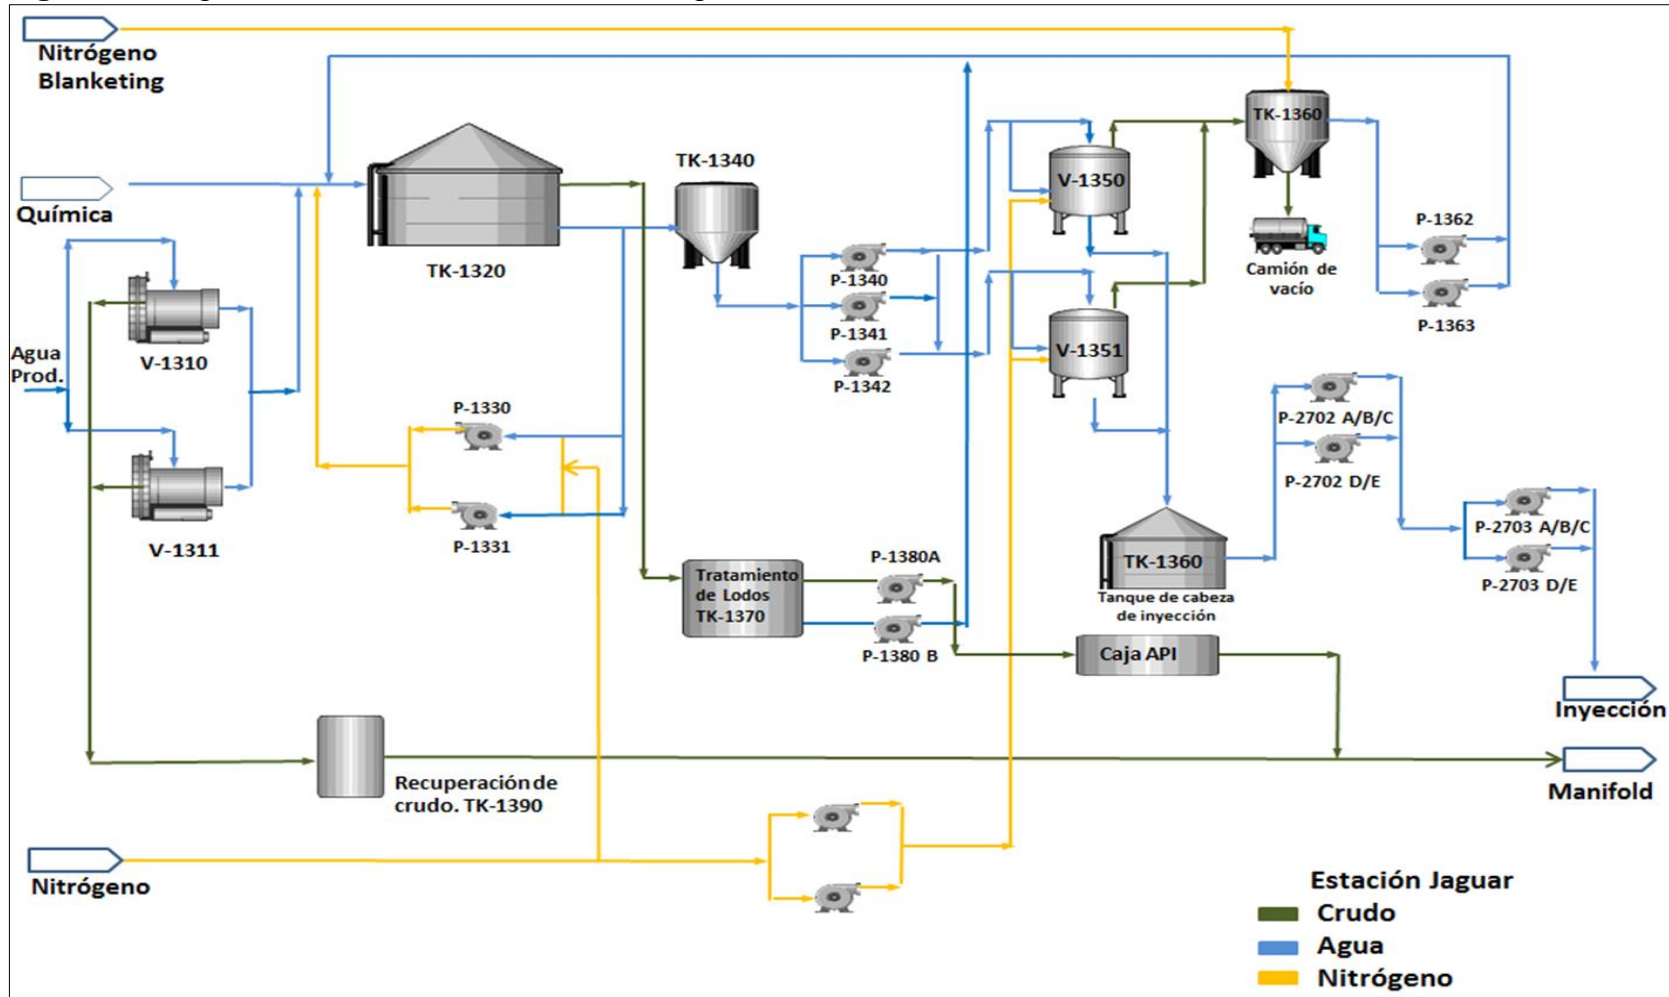 Nitrógeno
Blanketing
TK-1360
TK-1340
Química
V-1350
P-1362
TK-1320
Camión de
vacío
P-1340
P-1363
P-1341
Agua
Prod.
V-1310
V-1351
P-1342
P-1330
P-2702 A/B/C
P-2702 D/E
P-1331
V-1311
P-2703 A/B/C
P-1380A
TK-1360
P-2703 D/E
Tratamiento
de Lodos
TK-1370
Tanque de cabeza
de inyección
P-1380 B
Caja API
Inyección
Recuperación de
crudo. TK-1390
Manifold
Nitrógeno
Estación Jaguar
Crudo
Agua
Nitrógeno